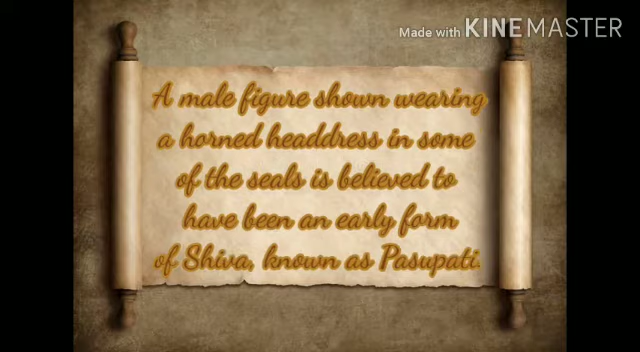 Made with KINEMASTER
A male figure shown wearing
a horned headdress in some
of the seals is believed to
have been an early form
of Shiva, known as Pasupati.